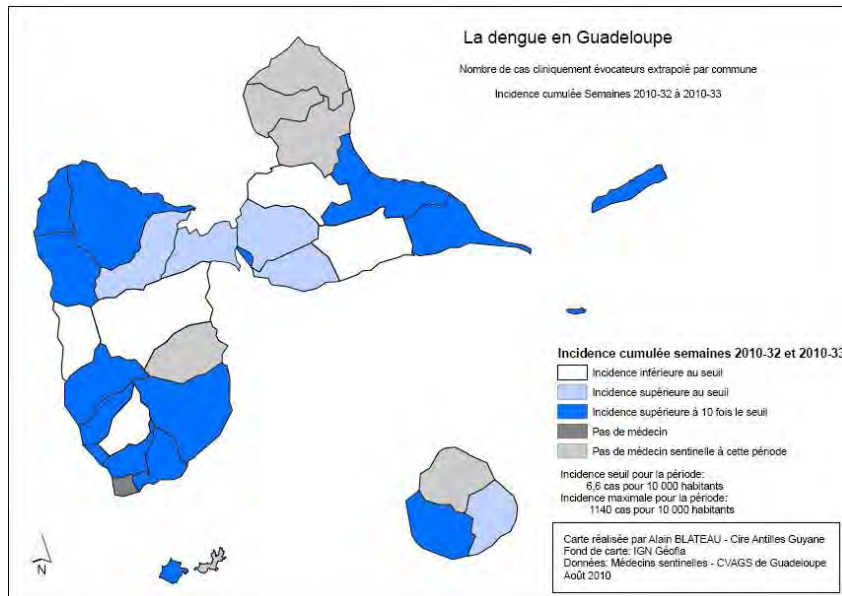 La dengue en Guadeloupe
Nombre de cas cliniquement évocateurs extrapolé par commune
Incidence cumulée Semaines 2010-32 à 2010-33
Incidence cumulée semaines 2010-32 et 2010-33
Incidence inférieure au seuil
Incidence supérieure au seuil
Incidence supérieure à 10 fois le seuil
Pas de médecin
Pas de médecin sentinelle à cette période
Incidence seuil pour la période:
6,6 cas pour 10 000 habitants
Incidence maximale pour la période:
1140 cas pour 10 000 habitants
Carte réalisée par Alain BLATEAU - Cire Antilles Guyane
Fond de carte: IGN Géofla
Données: Médecins sentinelles - CVAGS de Guadeloupe
Août 2010
N